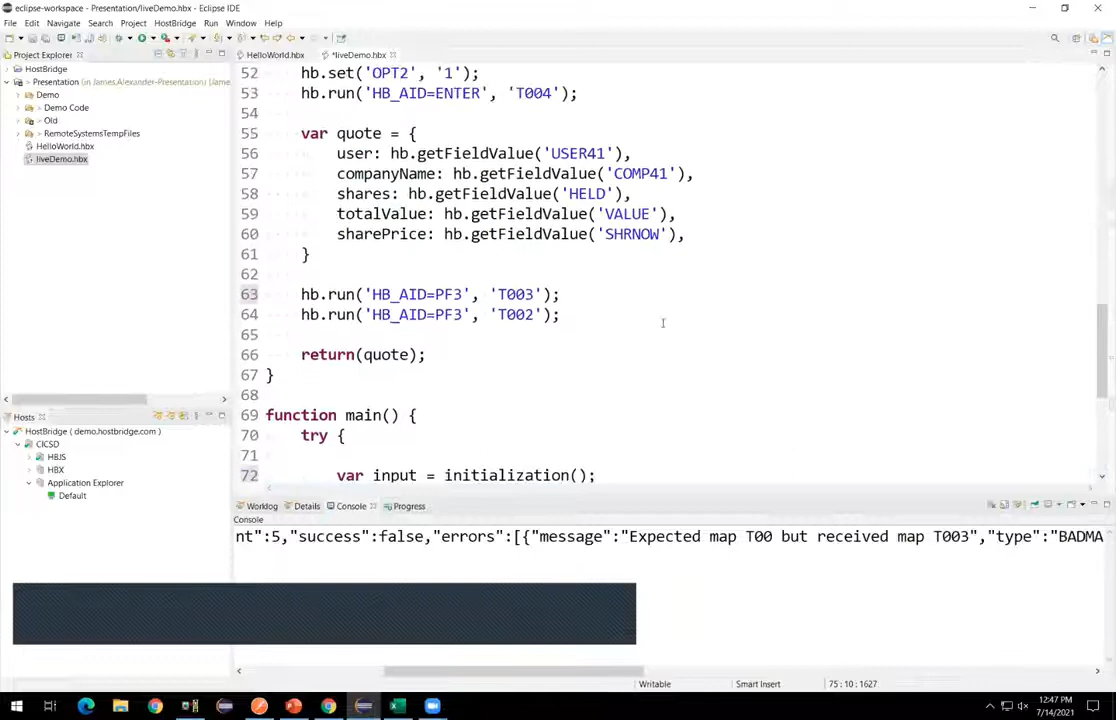 eclipse-workspace - Presentation/liveDemo.hbx - Eclipse IDE
File Edit Navigate Search Project HostBridge Run Window Help
Project Explorer
HostBridge
Presentation (in James.Alexander-Presentation) [Jame
Demo
Demo Code
Old
RemoteSystemsTempFiles
HelloWorld.hbx
liveDemo.hbx
Hosts
HostBridge ( demo.hostbridge.com )
CICSD
HBJS
HBX
Application Explorer
Default
HelloWorld.hbx *liveDemo.hbx
52 hb.set('OPT2', '1');
53 hb.run('HB_AID=ENTER', 'T004');
54
55 var quote = {
56 user: hb.getFieldValue('USER41'),
57 companyName: hb.getFieldValue('COMP41'),
58 shares: hb.getFieldValue('HELD'),
59 totalValue: hb.getFieldValue('VALUE'),
60 sharePrice: hb.getFieldValue('SHRNOW'),
61 }
62
63 hb.run('HB_AID=PF3', 'T003');
64 hb.run('HB_AID=PF3', 'T002');
65
66 return(quote);
67 }
68
69 function main() {
70 try {
71
72 var input = initialization();
Worklog Details Console Progress
Console
nt":5,"success":false,"errors":[{"message":"Expected map T00 but received map T003","type":"BADMA
Writable Smart Insert 75 : 10 : 1627
12:47 PM
7/14/2021